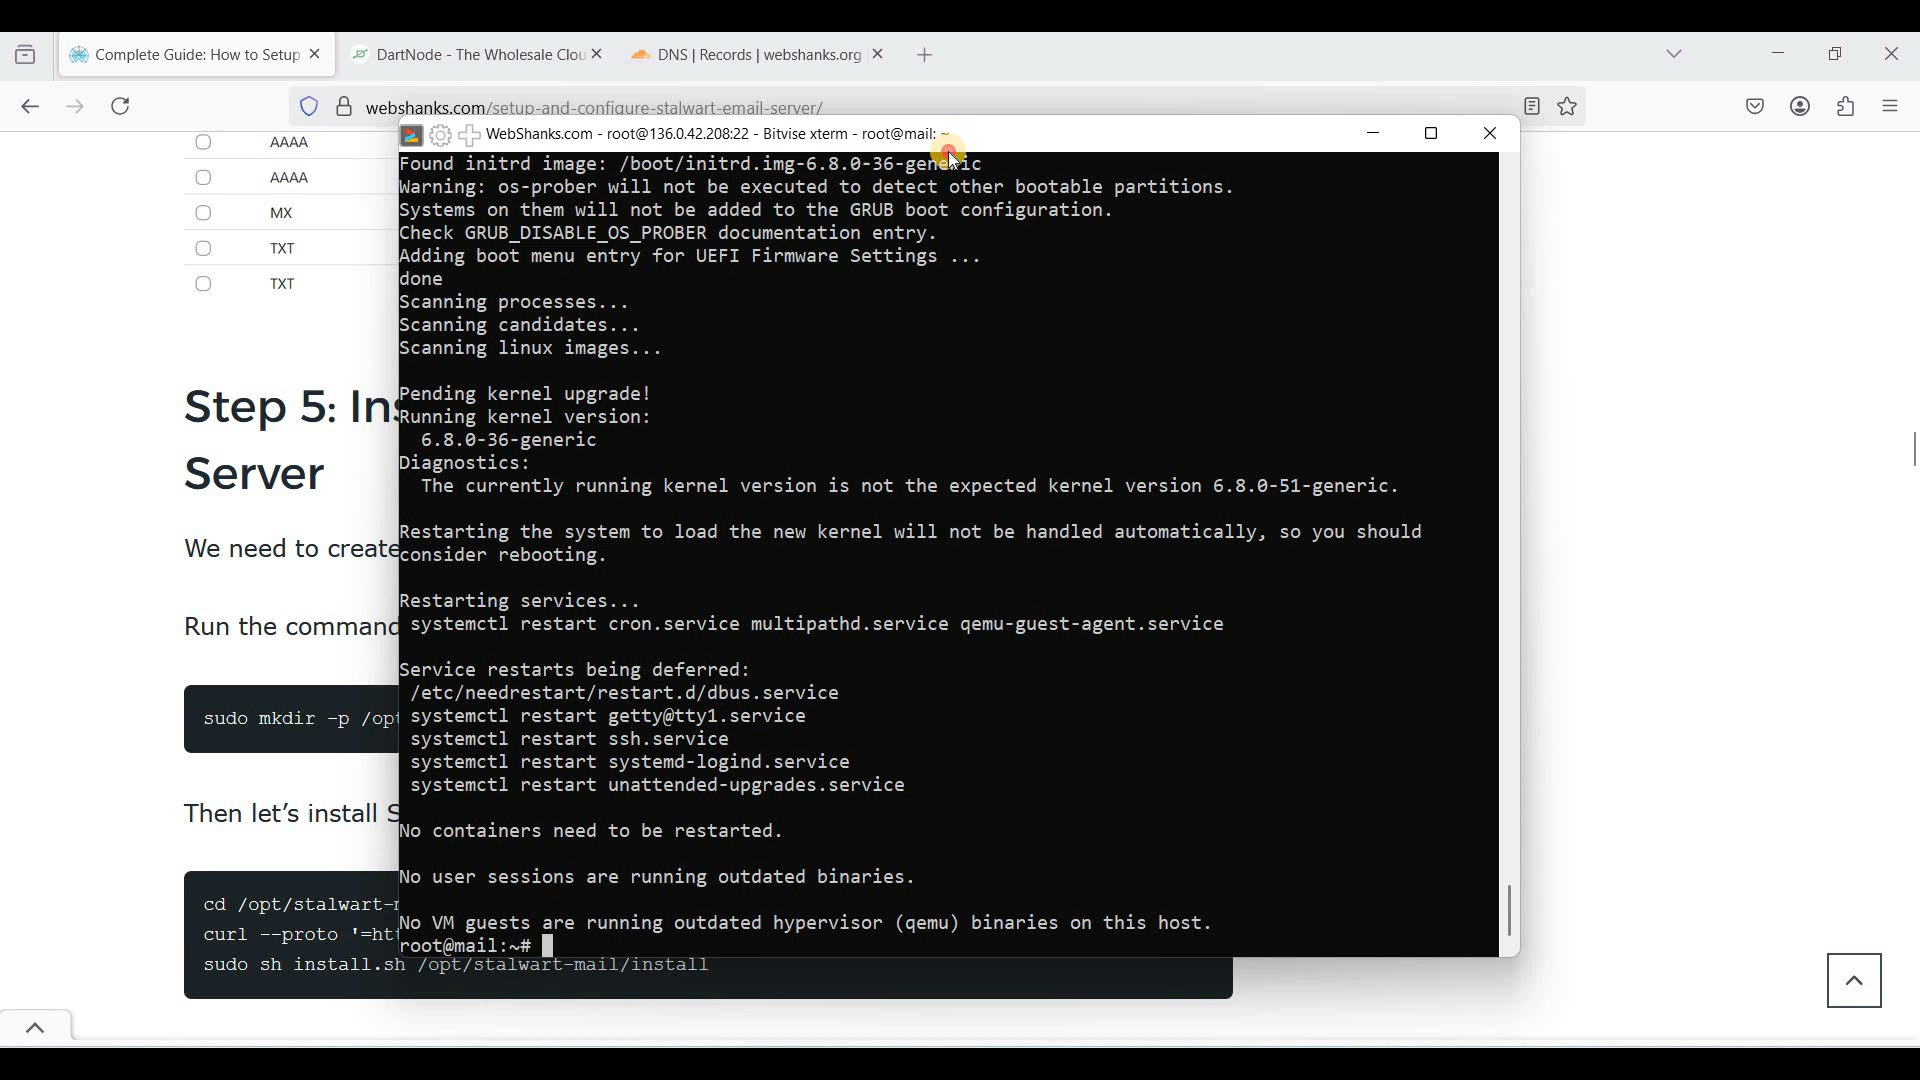 Complete Guide: How to Setup
DartNode - The Wholesale Clou
DNS | Records | webshanks.org
webshanks.com/setup-and-configure-stalwart-email-server/
WebShanks.com - root@136.0.42.208:22 - Bitvise xterm - root@mail: ~
AAAA
AAAA
MX
TXT
TXT
Step 5: Ins
Server
We need to create
Run the command
sudo mkdir -p /opt
Then let's install S
cd /opt/stalwart-m
curl --proto '=htt
sudo sh install.sh /opt/stalwart-mail/install
Found initrd image: /boot/initrd.img-6.8.0-36-generic
Warning: os-prober will not be executed to detect other bootable partitions.
Systems on them will not be added to the GRUB boot configuration.
Check GRUB_DISABLE_OS_PROBER documentation entry.
Adding boot menu entry for UEFI Firmware Settings ...
done
Scanning processes...
Scanning candidates...
Scanning linux images...
Pending kernel upgrade!
Running kernel version:
6.8.0-36-generic
Diagnostics:
The currently running kernel version is not the expected kernel version 6.8.0-51-generic.
Restarting the system to load the new kernel will not be handled automatically, so you should
consider rebooting.
Restarting services...
systemctl restart cron.service multipathd.service qemu-guest-agent.service
Service restarts being deferred:
/etc/needrestart/restart.d/dbus.service
systemctl restart getty@tty1.service
systemctl restart ssh.service
systemctl restart systemd-logind.service
systemctl restart unattended-upgrades.service
No containers need to be restarted.
No user sessions are running outdated binaries.
No VM guests are running outdated hypervisor (qemu) binaries on this host.
root@mail:~#